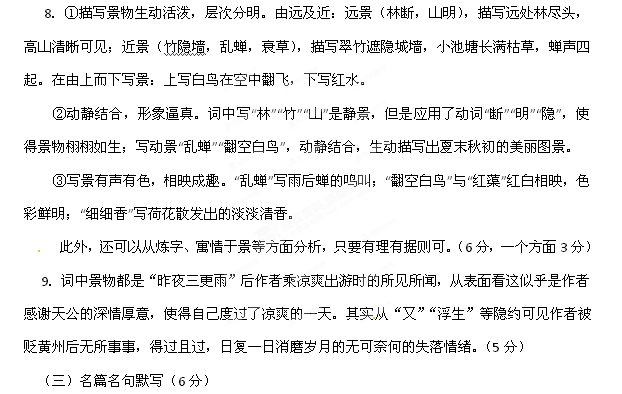 8. ①描写景物生动活泼，层次分明。由远及近：远景（林断，山明），描写远处林尽头，
高山清晰可见；近景（竹隐墙，乱蝉，衰草），描写翠竹遮隐城墙，小池塘长满枯草，蝉声四
起。在由上而下写景：上写白鸟在空中翻飞，下写红水。
②动静结合，形象逼真。词中写“林”“竹”“山”是静景，但是应用了动词“断”“明”“隐”，使
得景物栩栩如生；写动景“乱蝉”“翻空白鸟”，动静结合，生动描写出夏末秋初的美丽图景。
③写景有声有色，相映成趣。“乱蝉”写雨后蝉的鸣叫；“翻空白鸟”与“红蕖”红白相映，色
彩鲜明；“细细香”写荷花散发出的淡淡清香。
此外，还可以从炼字、寓情于景等方面分析，只要有理有据则可。（6 分，一个方面 3 分）
9. 词中景物都是“昨夜三更雨”后作者乘凉爽出游时的所见所闻，从表面看这似乎是作者
感谢天公的深情厚意，使得自己度过了凉爽的一天。其实从“又”“浮生”等隐约可见作者被
贬黄州后无所事事，得过且过，日复一日消磨岁月的无可奈何的失落情绪。（5 分）
（三）名篇名句默写（6 分）